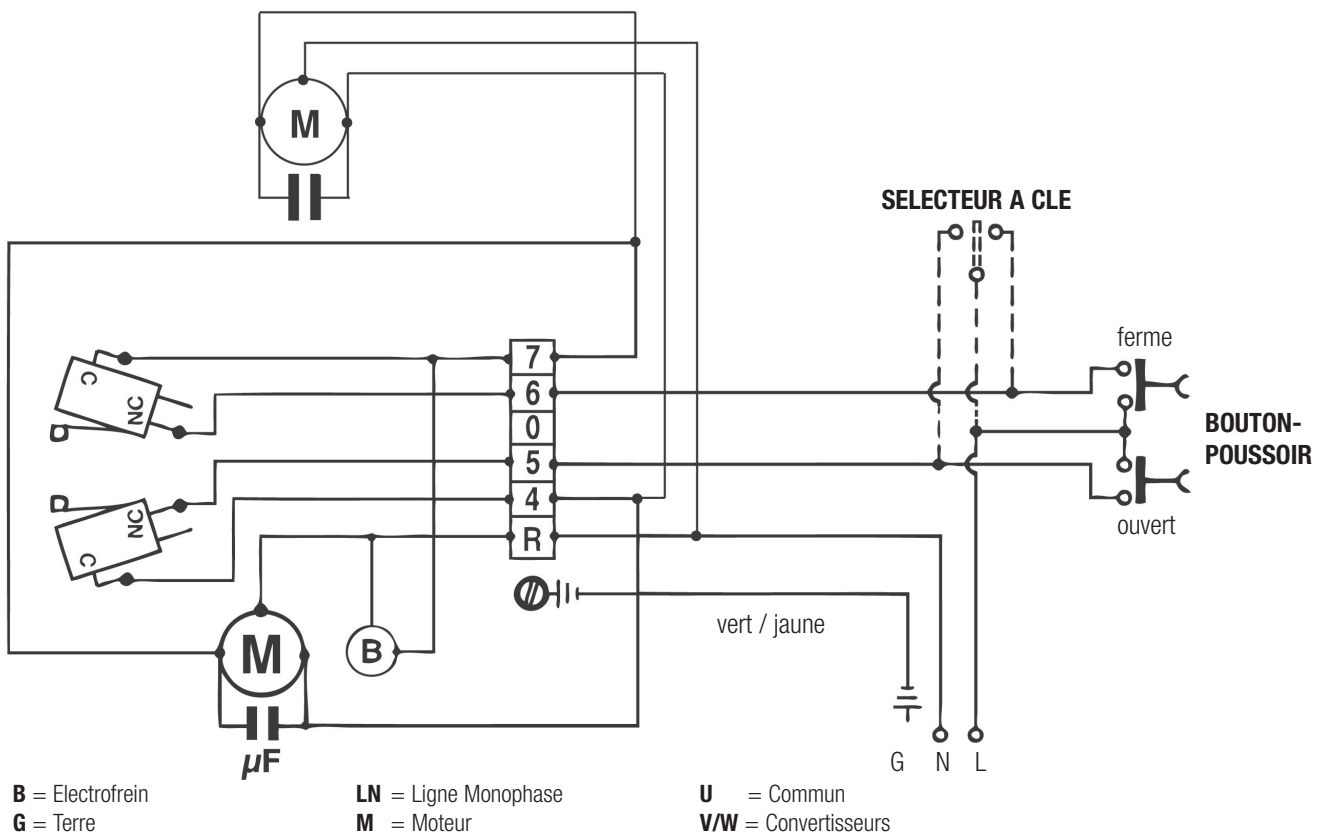 M
SELECTEUR A CLE
ferme
BOUTON-
POUSSOIR
ouvert
7
6
0
5
4
R
C
NC
NC
C
vert / jaune
M
B
µF
G N L
B = Electrofrein
G = Terre
LN = Ligne Monophase
M = Moteur
U = Commun
V/W = Convertisseurs